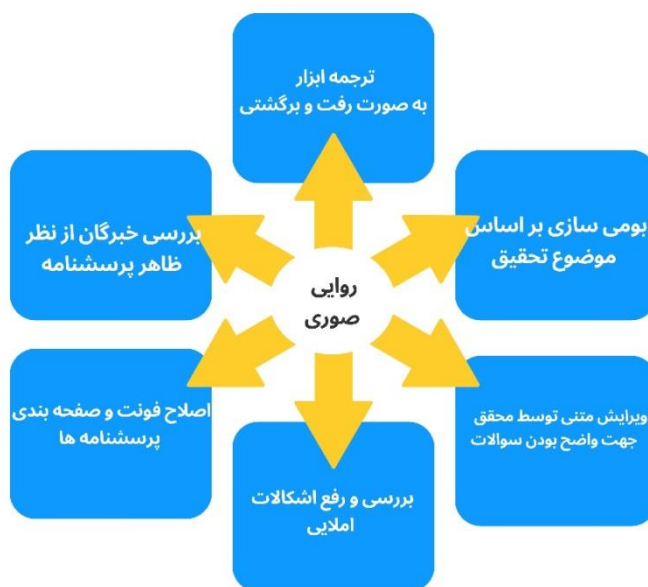 ترجمه ابزار
به صورت رفت و برگشتی
بومی سازی بر اساس
موضوع تحقیق
بررسی خبرگان از نظر
ظاهر پرسشنامه
روایی
صوری
ویرایش متنی توسط محقق
جهت واضح بودن سوالات
اصلاح فونت و صفحه بندی
پرسشنامه ها
بررسی و رفع اشکالات
املایی